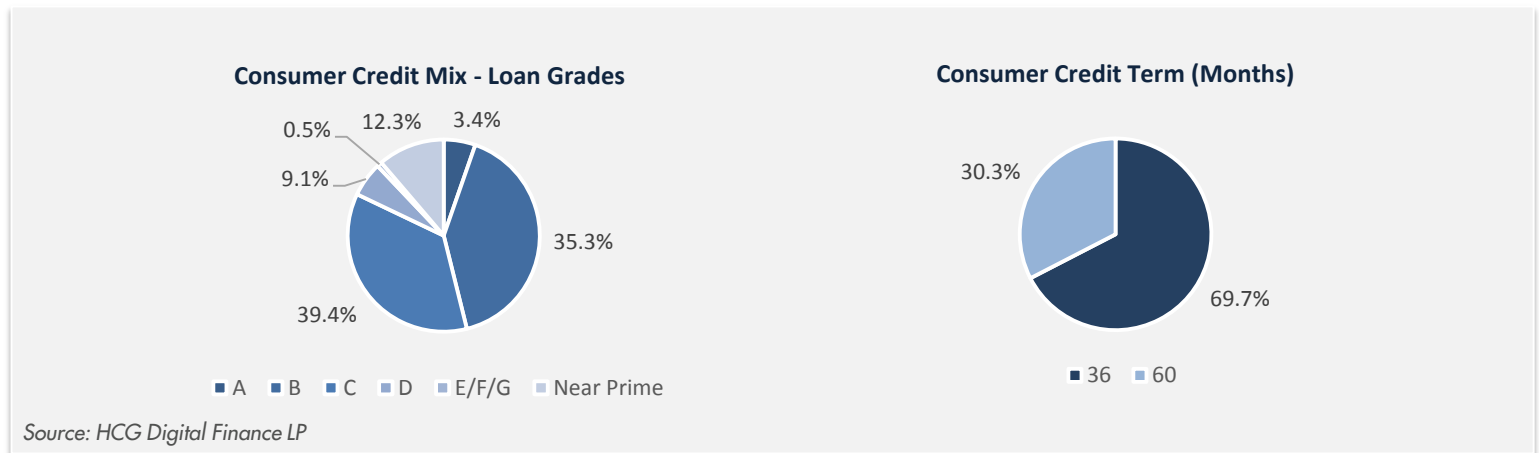 Consumer Credit Mix - Loan Grades
12.3%
3.4%
0.5%
9.1%
35.3%
39.4%
A B C D E/F/G Near Prime
Consumer Credit Term (Months)
30.3%
69.7%
36 60
Source: HCG Digital Finance LP